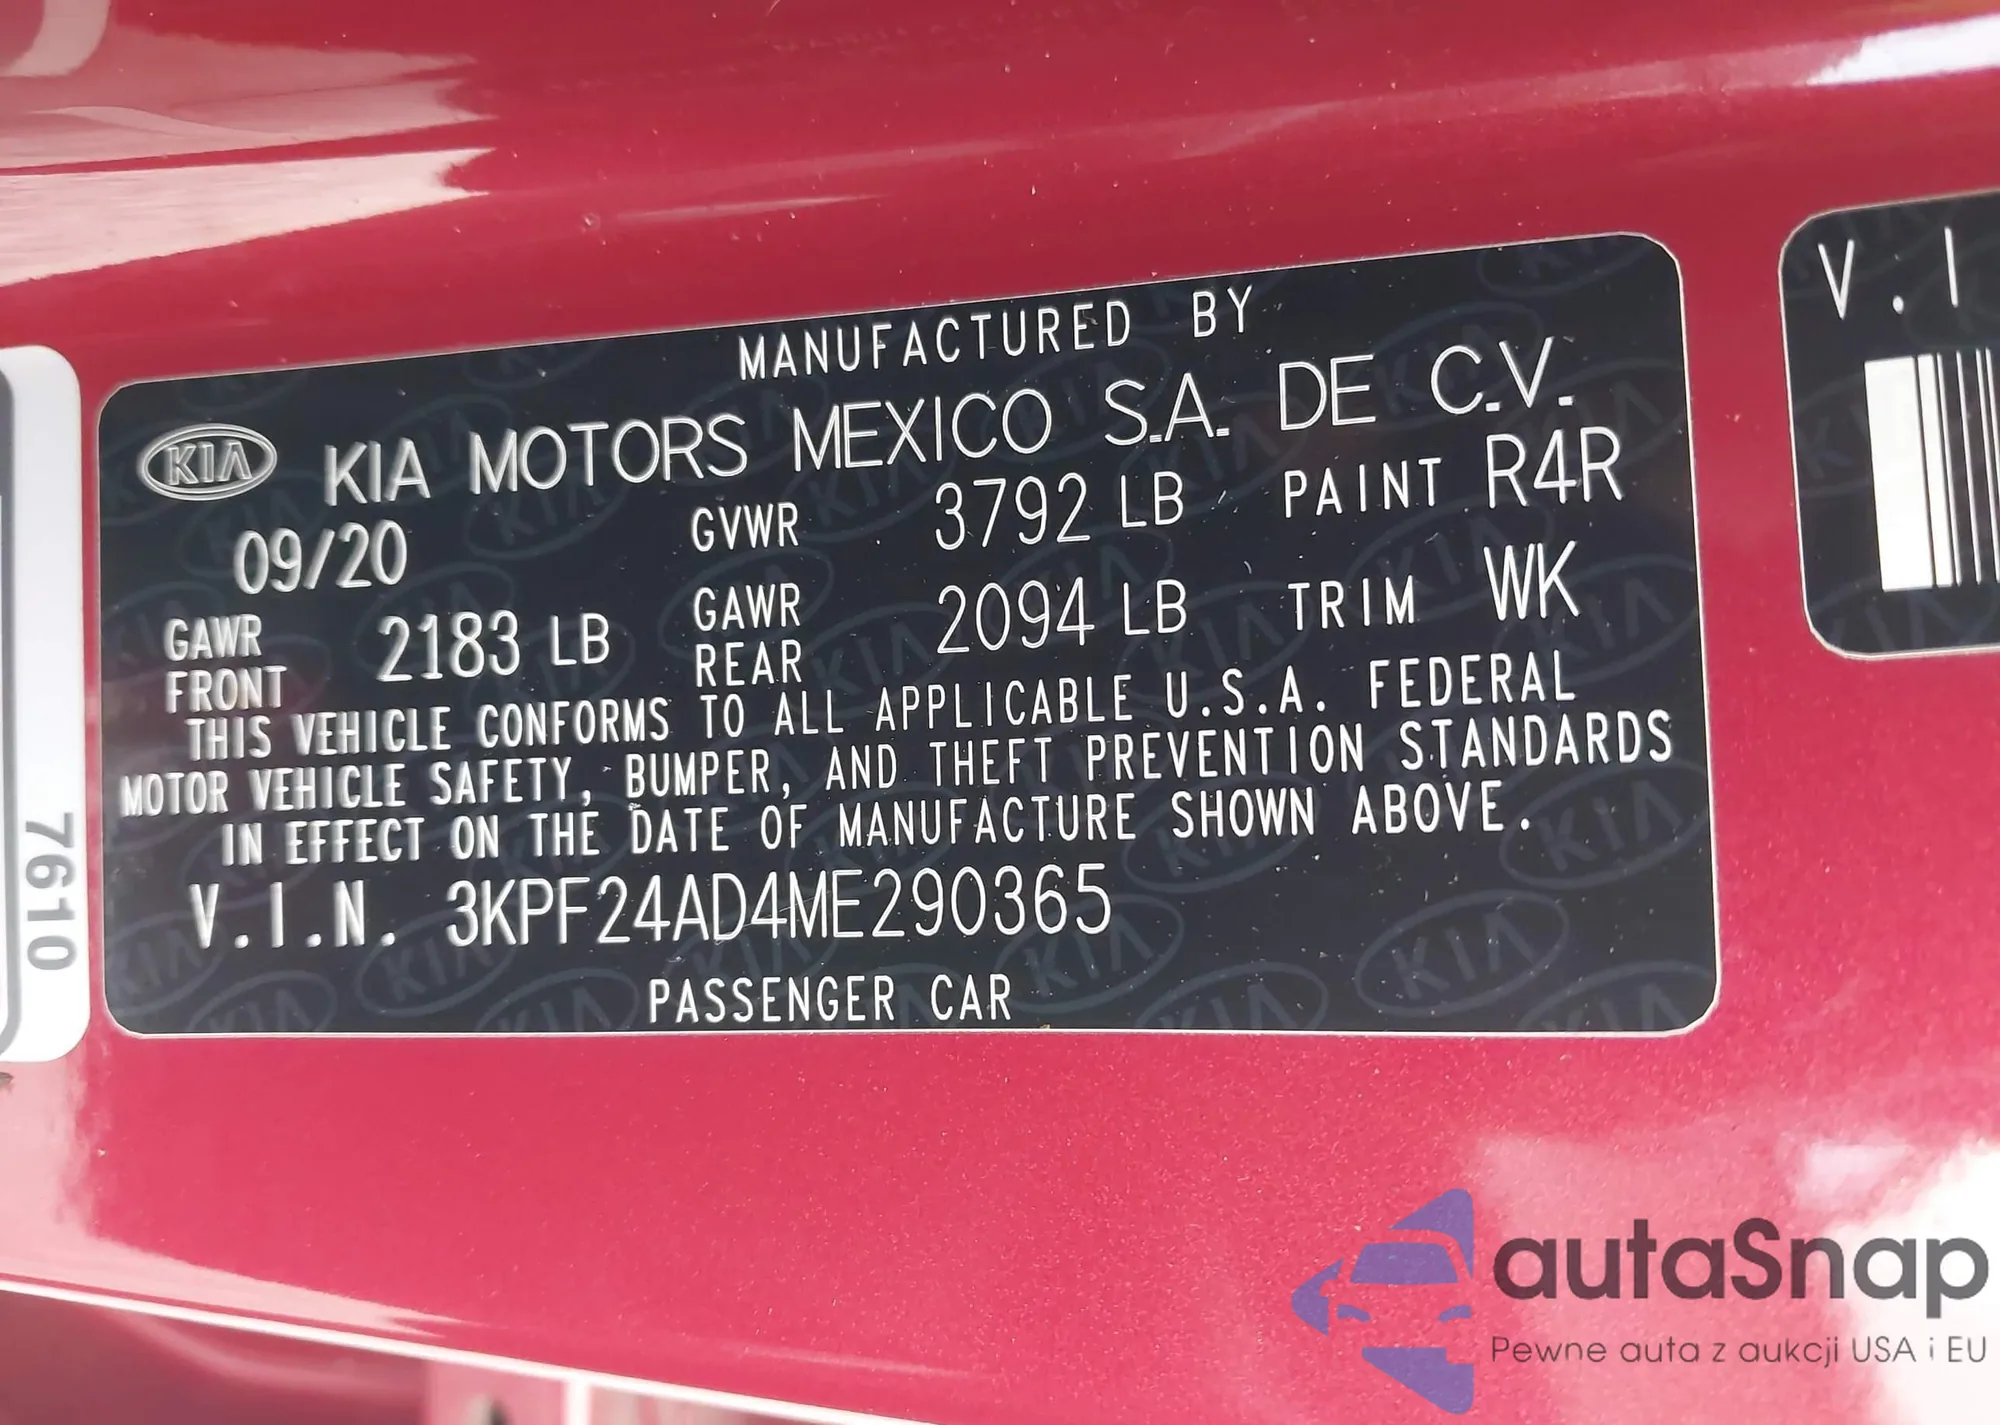 MANUFACTURED BY
KIA KIA MOTORS MEXICO S.A. DE C.V.
09/20 GVWR 3792 LB PAINT R4R
GAWR FRONT 2183 LB GAWR REAR 2094 LB TRIM WK
THIS VEHICLE CONFORMS TO ALL APPLICABLE U.S.A. FEDERAL
MOTOR VEHICLE SAFETY, BUMPER, AND THEFT PREVENTION STANDARDS
IN EFFECT ON THE DATE OF MANUFACTURE SHOWN ABOVE.
V.I.N. 3KPF24AD4ME290365
PASSENGER CAR
7610
V.I
autaSnap
Pewne auta z aukcji USA i EU